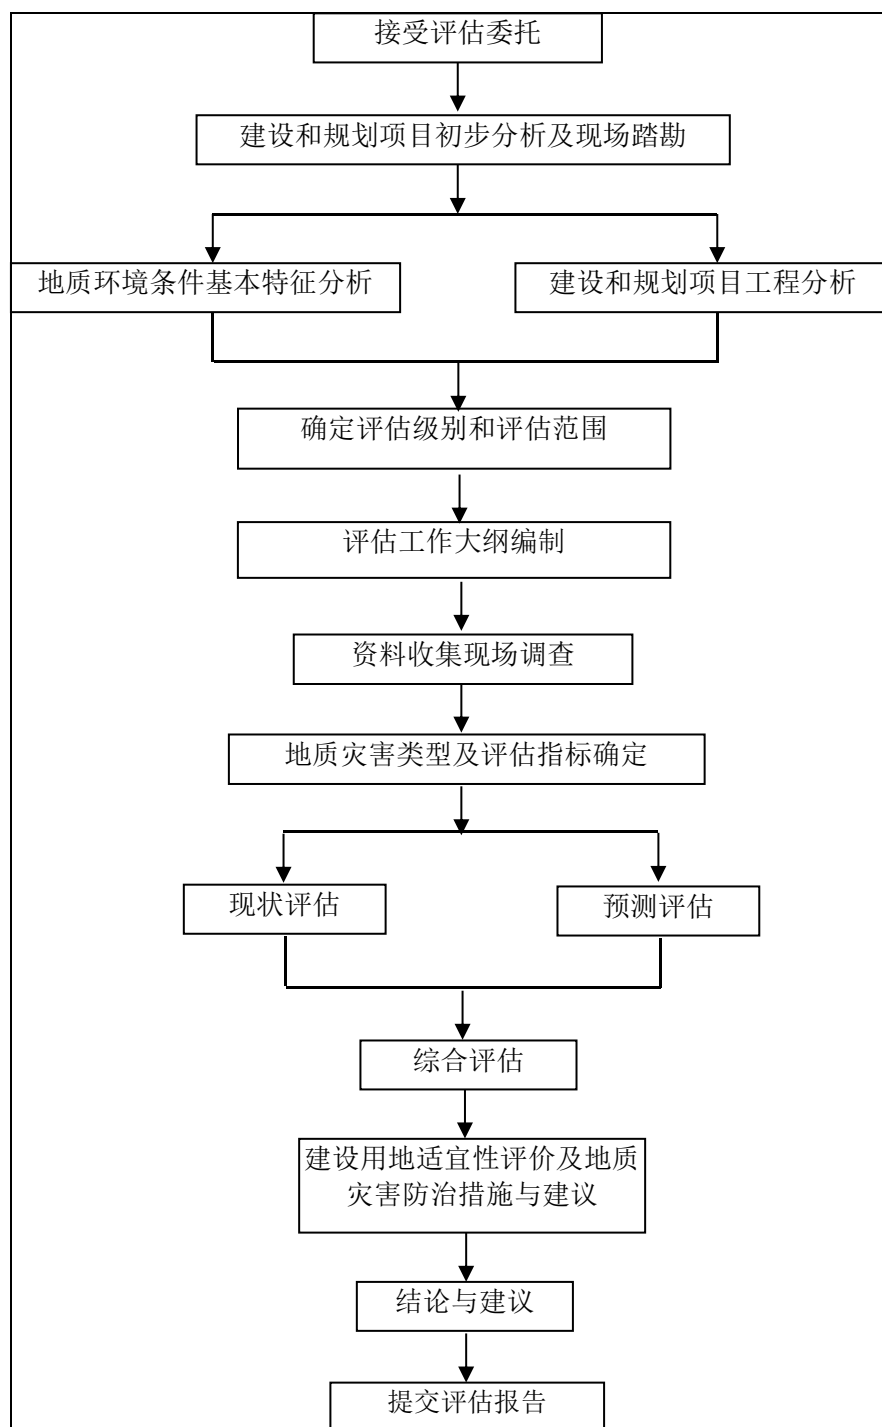 接受评估委托
建设和规划项目初步分析及现场踏勘
地质环境条件基本特征分析
建设和规划项目工程分析
确定评估级别和评估范围
评估工作大纲编制
资料收集现场调查
地质灾害类型及评估指标确定
现状评估
预测评估
综合评估
建设用地适宜性评价及地质
灾害防治措施与建议
结论与建议
提交评估报告